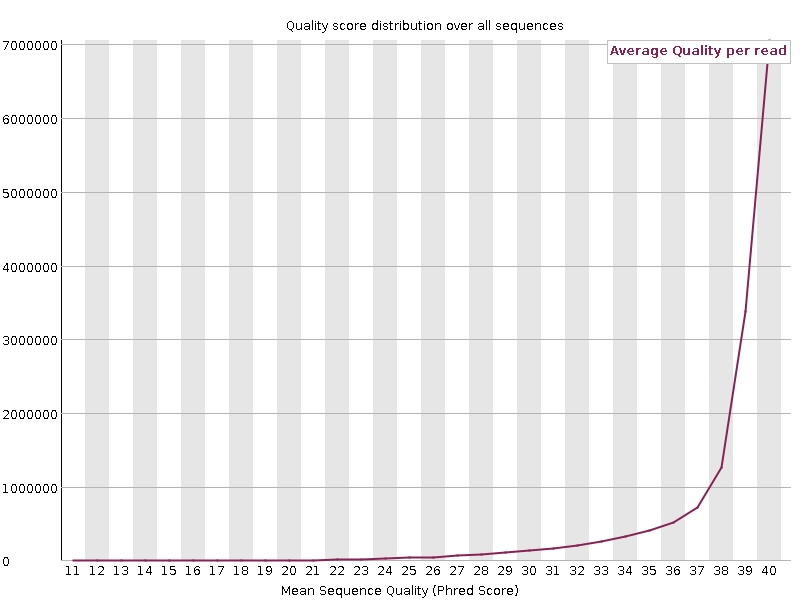 Quality score distribution over all sequences
Average Quality per read
7000000
6000000
5000000
4000000
3000000
2000000
1000000
0
11 12 13 14 15 16 17 18 19 20 21 22 23 24 25 26 27 28 29 30 31 32 33 34 35 36 37 38 39 40
Mean Sequence Quality (Phred Score)